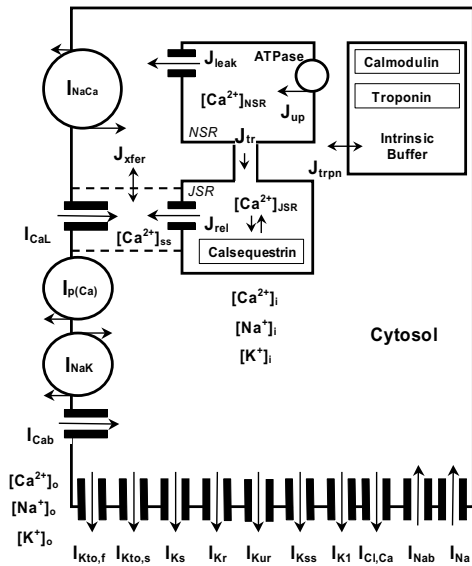 J_leak
ATPase
Calmodulin
I_NaCa
[Ca²⁺]_NSR
J_up
Troponin
NSR
J_tr
Intrinsic
Buffer
J_xfer
J_trpn
JSR
[Ca²⁺]_JSR
I_CaL
[Ca²⁺]_ss
J_rel
Calsequestrin
I_p(Ca)
[Ca²⁺]_i
[Na⁺]_i
[K⁺]_i
Cytosol
I_NaK
I_Cab
[Ca²⁺]_o
[Na⁺]_o
[K⁺]_o
I_Kto,f I_Kto,s I_Ks I_Kr I_Kur I_Kss I_K1 I_Cl,Ca I_Nab I_Na